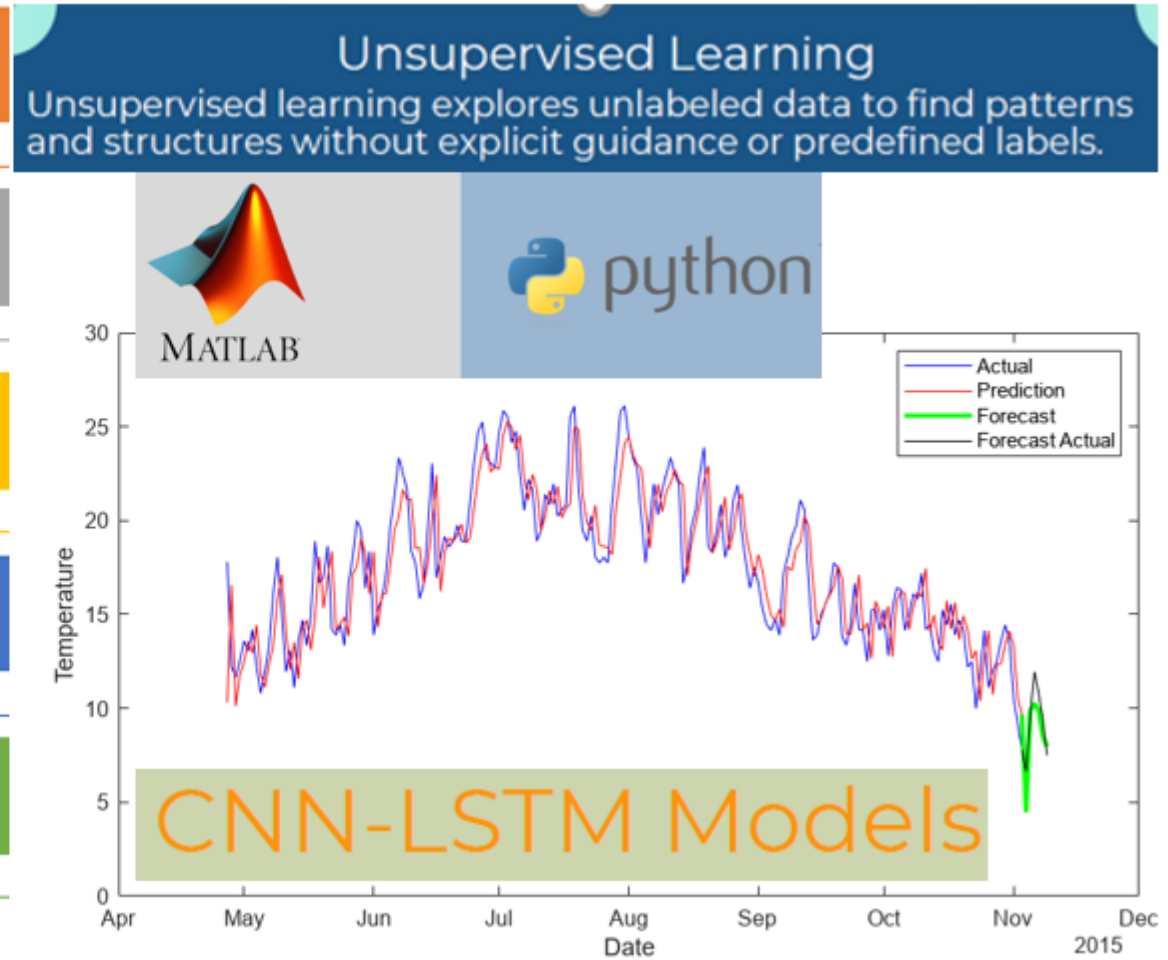 Unsupervised Learning
Unsupervised learning explores unlabeled data to find patterns
and structures without explicit guidance or predefined labels.
MATLAB
python
30
25
20
15
10
5
0
Temperature
Actual
Prediction
Forecast
Forecast Actual
CNN-LSTM Models
Apr May Jun Jul Aug Sep Oct Nov Dec
Date
2015